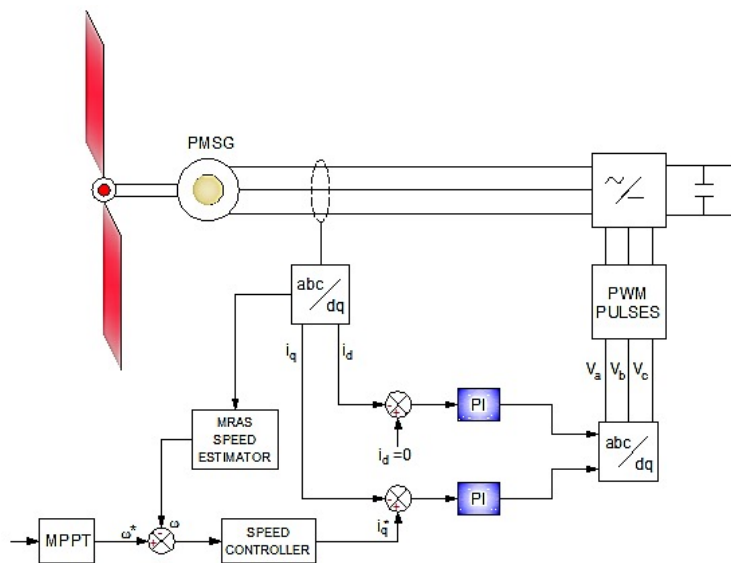 PMSG
~
abc/dq
PWM
PULSES
iq
id
Va
Vb
Vc
PI
MRAS
SPEED
ESTIMATOR
id =0
abc/dq
PI
MPPT
ω*
ω
SPEED
CONTROLLER
iq*